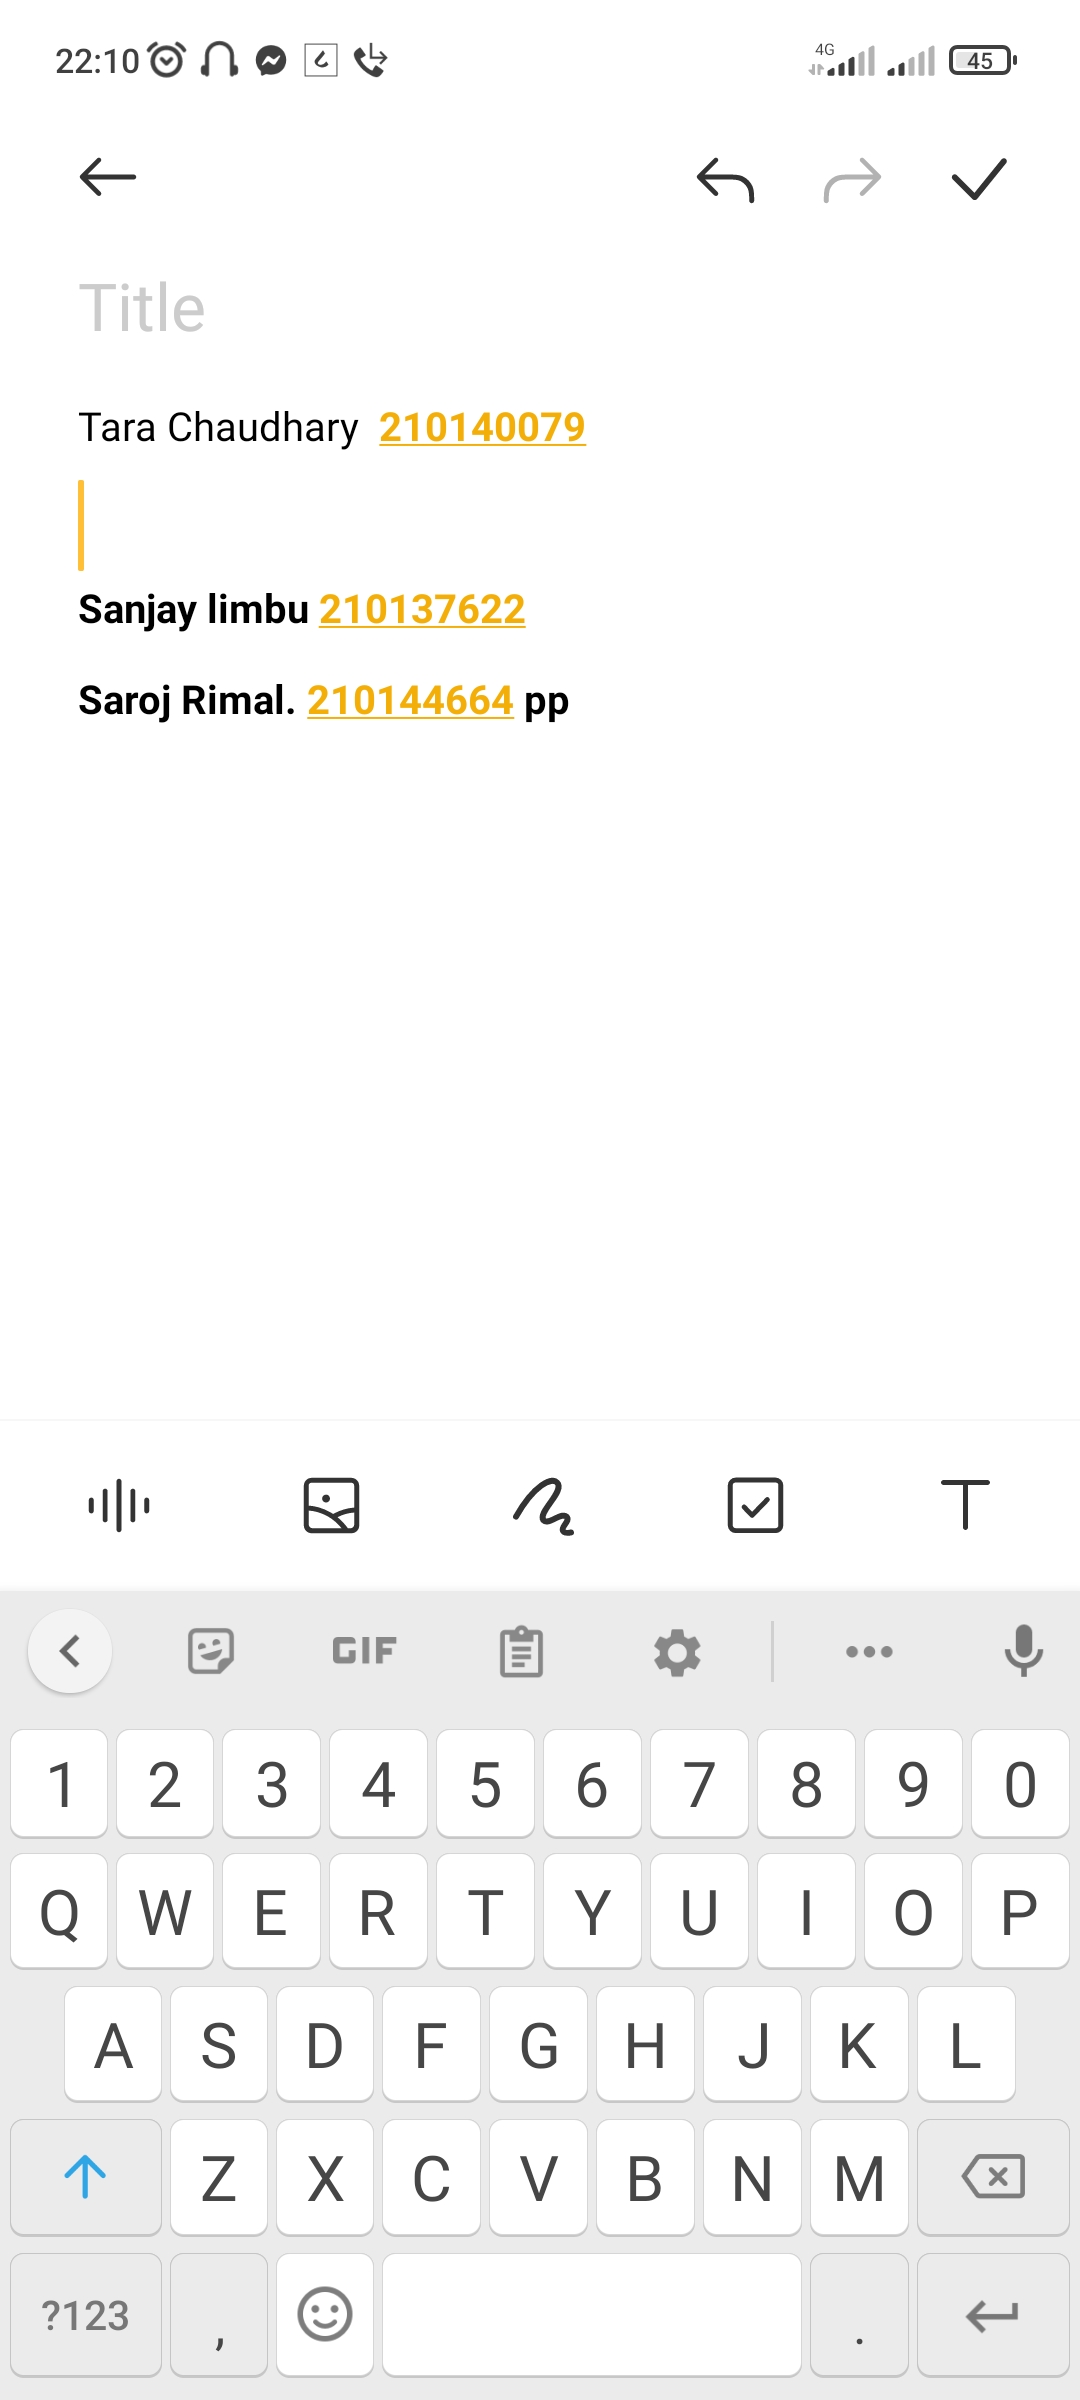 22:10
4G
45
Title
Tara Chaudhary 210140079
Sanjay limbu 210137622
Saroj Rimal. 210144664 pp
T
GIF
1 2 3 4 5 6 7 8 9 0
Q W E R T Y U I O P
A S D F G H J K L
Z X C V B N M
?123 , .